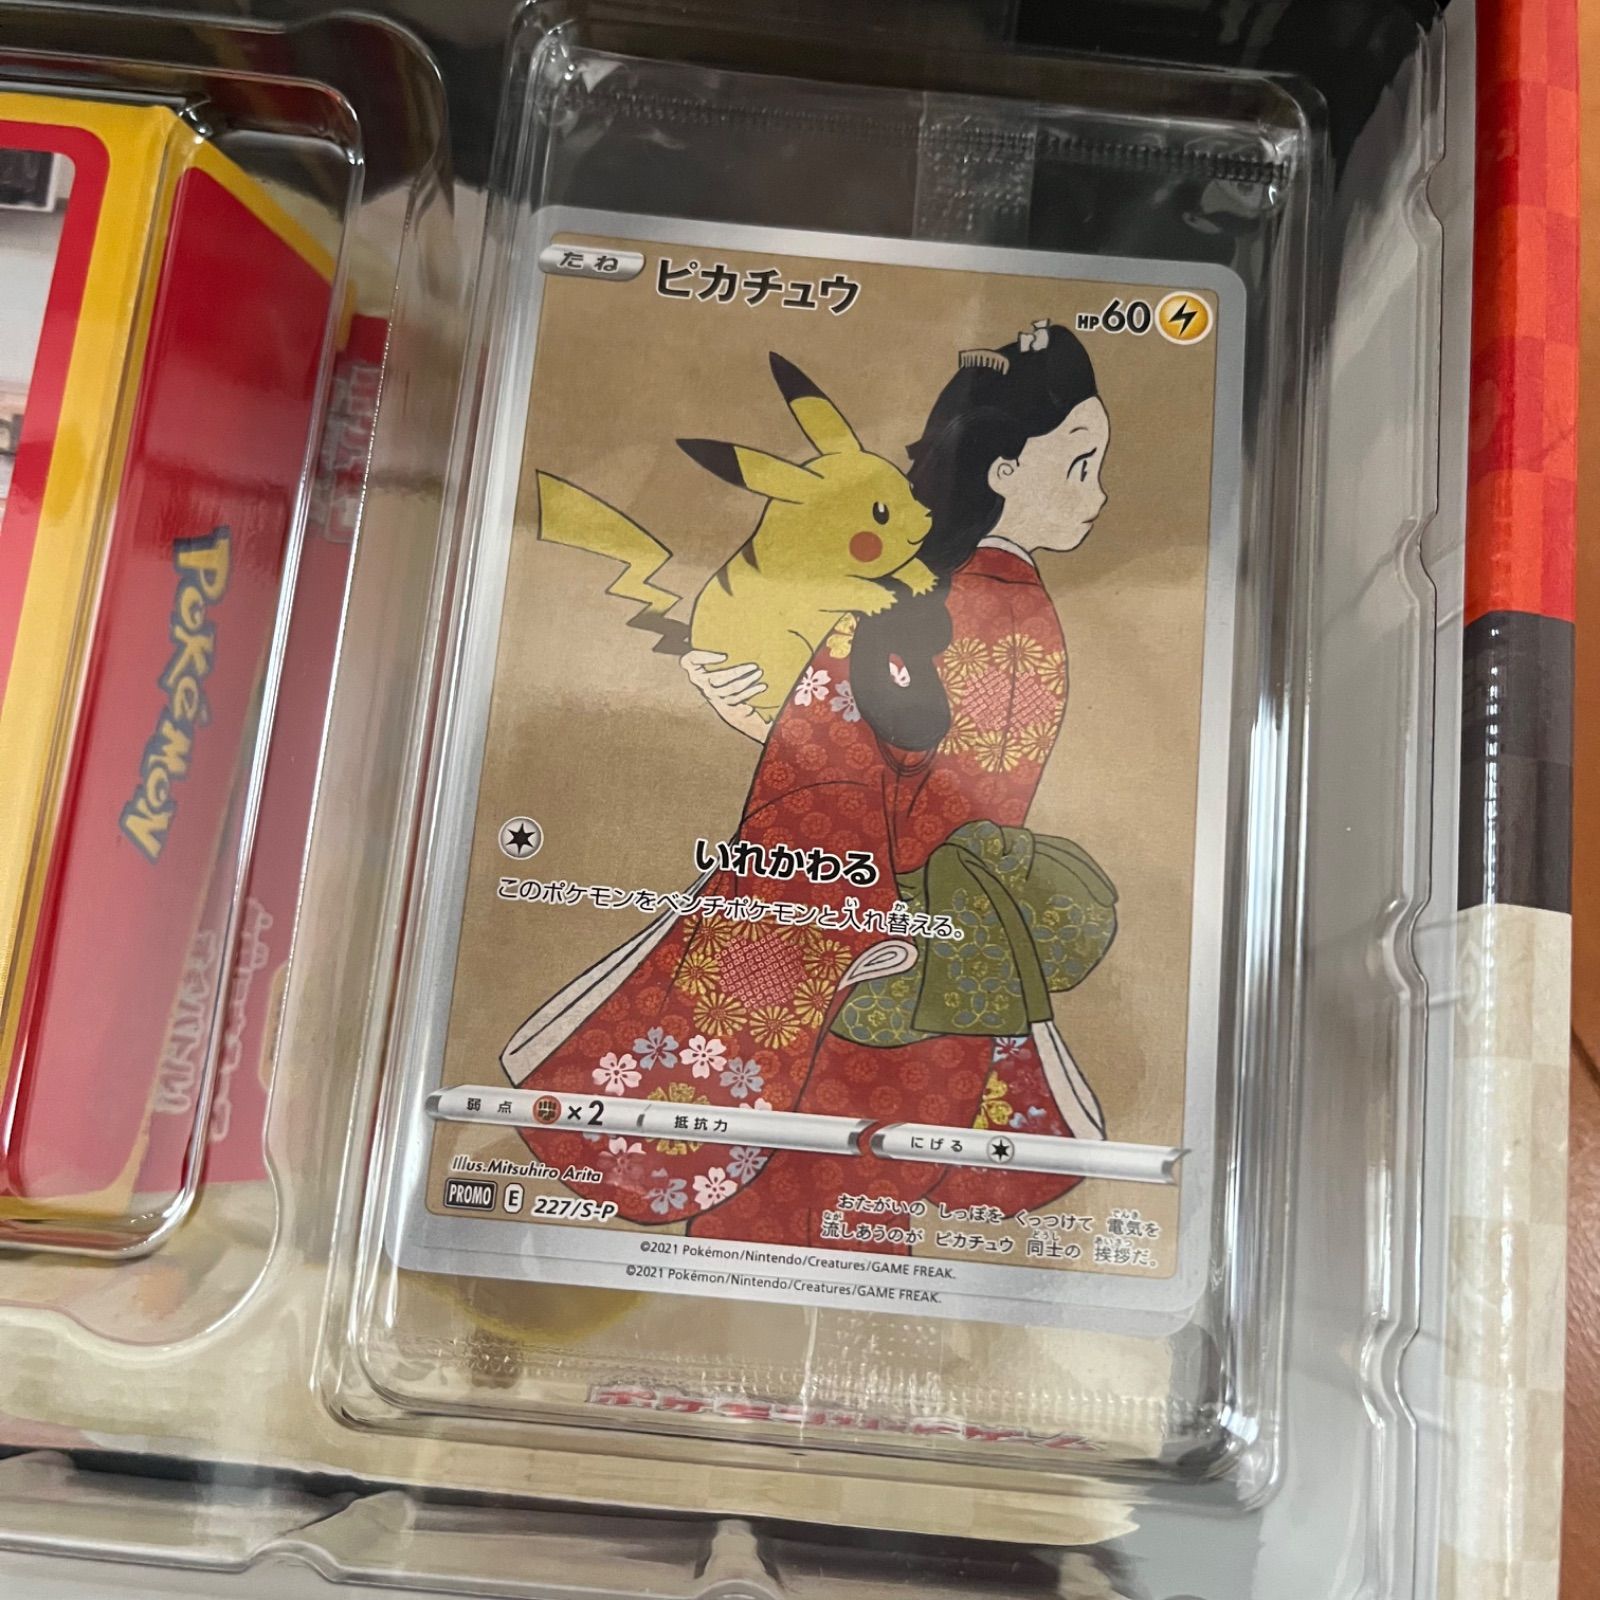 たね ピカチュウ HP60
いれかわる
このポケモンをベンチポケモンと入れ替える。
弱点 ×2 抵抗力 にげる
Illus. Mitsuhiro Arita
PROMO E 227/S-P
おたがいの しっぽを くっつけて 電気を
流しあうのが ピカチュウ 同士の 挨拶だ。
©2021 Pokémon/Nintendo/Creatures/GAME FREAK.
©2021 Pokémon/Nintendo/Creatures/GAME FREAK.
POKÉMON